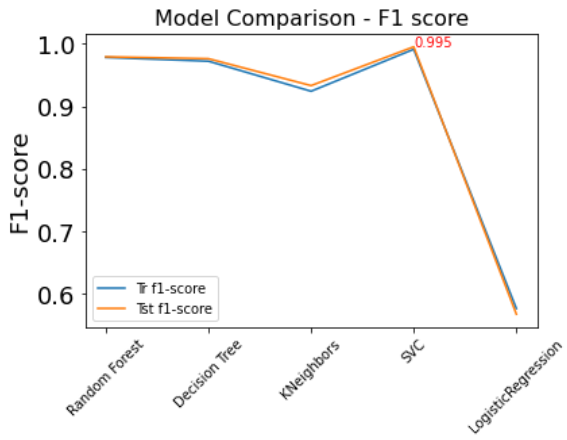 Model Comparison - F1 score
0.995
1.0
0.9
0.8
0.7
0.6
F1-score
Tr f1-score
Tst f1-score
Random Forest
Decision Tree
KNeighbors
SVC
LogisticRegression